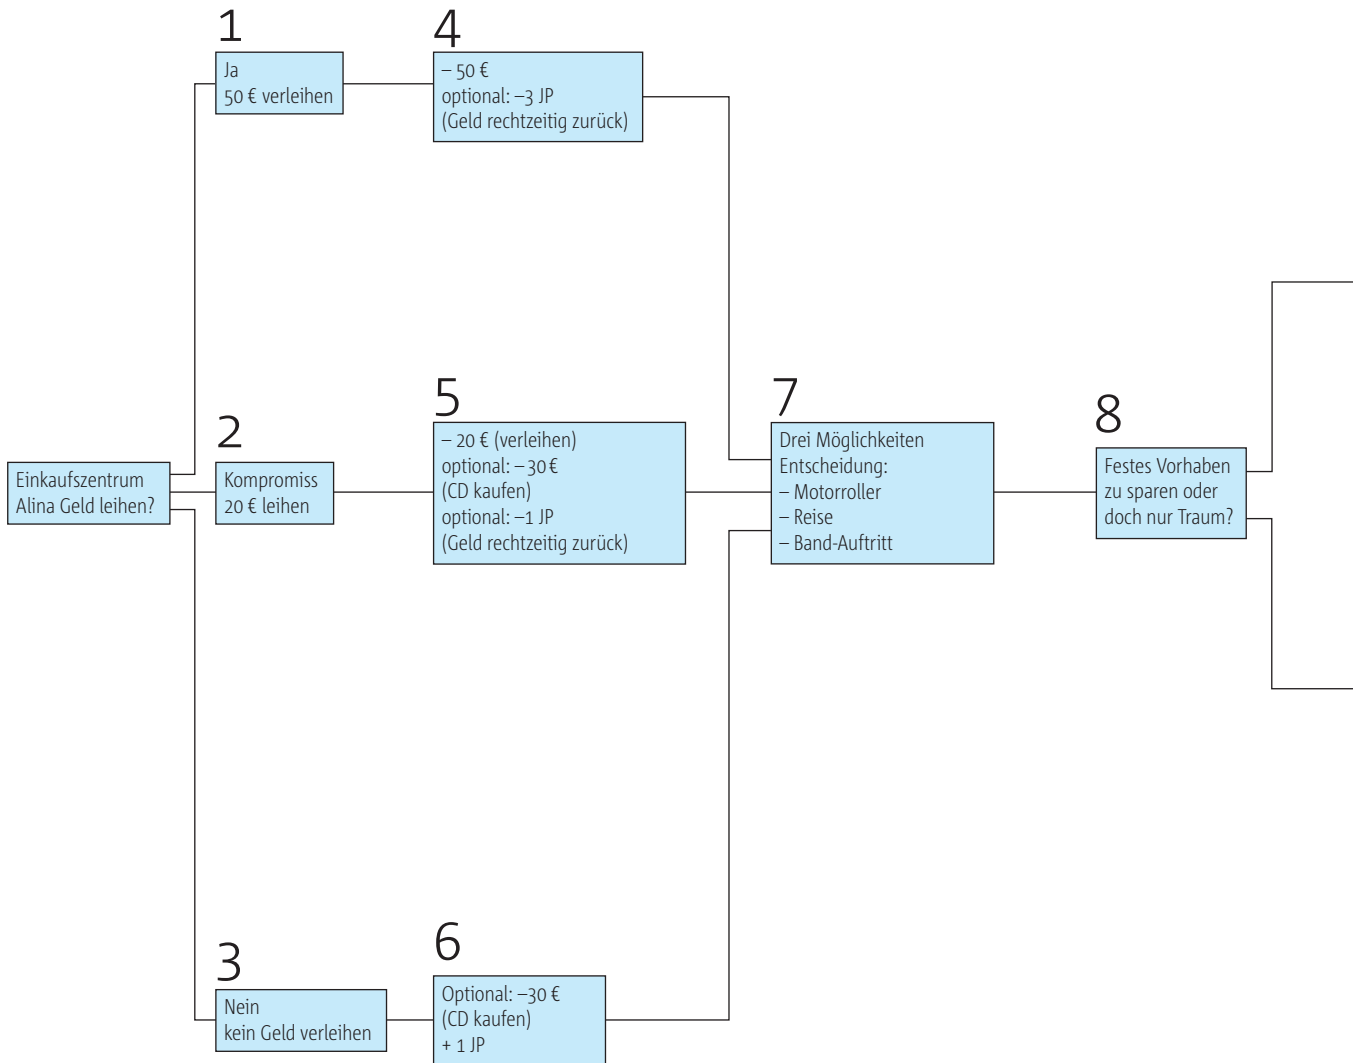 1
Ja
50 € verleihen
4
– 50 €
optional: –3 JP
(Geld rechtzeitig zurück)
Einkaufszentrum
Alina Geld leihen?
2
Kompromiss
20 € leihen
5
– 20 € (verleihen)
optional: – 30 €
(CD kaufen)
optional: –1 JP
(Geld rechtzeitig zurück)
7
Drei Möglichkeiten
Entscheidung:
– Motorroller
– Reise
– Band-Auftritt
8
Festes Vorhaben
zu sparen oder
doch nur Traum?
3
Nein
kein Geld verleihen
6
Optional: –30 €
(CD kaufen)
+ 1 JP